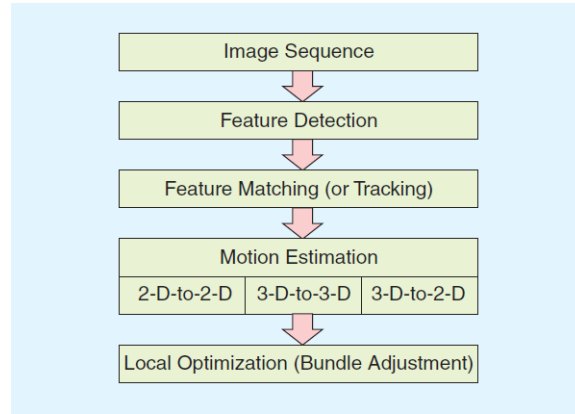 Image Sequence
Feature Detection
Feature Matching (or Tracking)
Motion Estimation
2-D-to-2-D 3-D-to-3-D 3-D-to-2-D
Local Optimization (Bundle Adjustment)